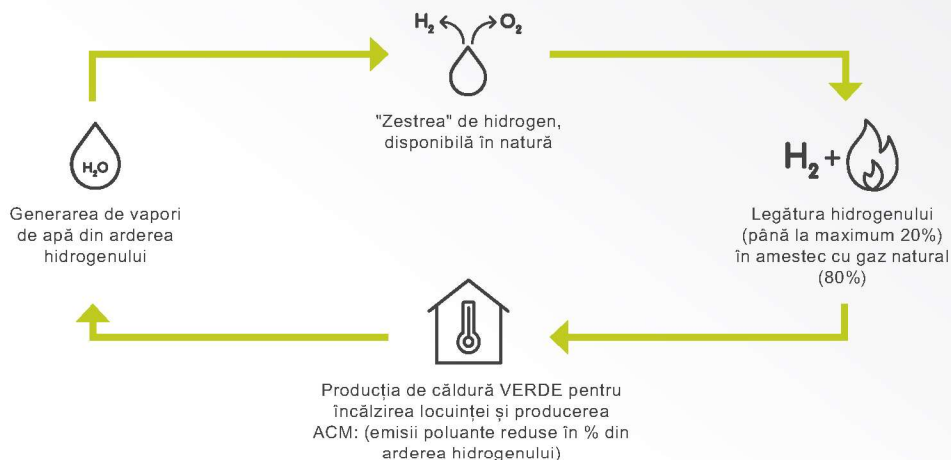 H₂ O₂
"Zestrea" de hidrogen,
disponibilă în natură
H₂ +
Legătura hidrogenului
(până la maximum 20%)
în amestec cu gaz natural
(80%)
Producția de căldură VERDE pentru
încălzirea locuinței și producerea
ACM: (emisii poluante reduse în % din
arderea hidrogenului)
H₂O
Generarea de vapori
de apă din arderea
hidrogenului